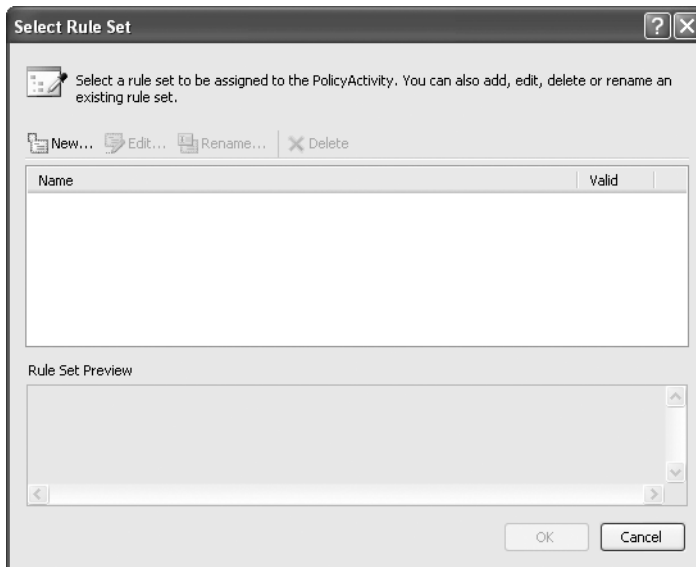 Select Rule Set
Select a rule set to be assigned to the PolicyActivity. You can also add, edit, delete or rename an
existing rule set.
New... Edit... Rename... Delete
Name Valid
Rule Set Preview
OK Cancel